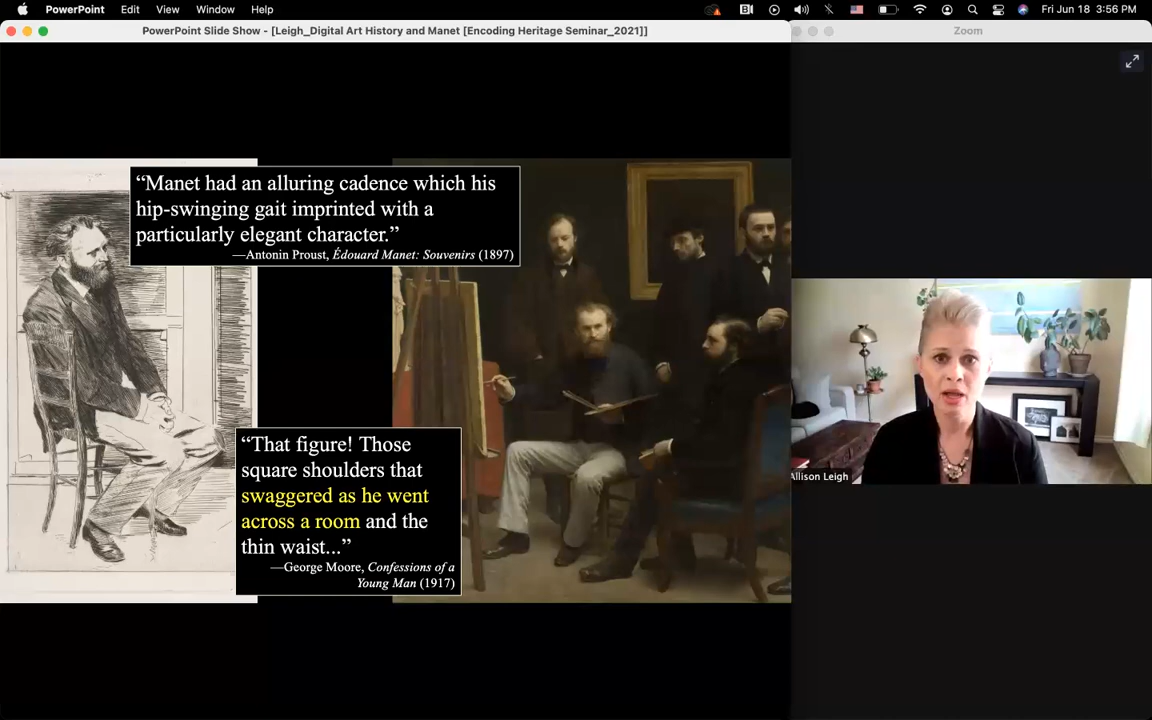 PowerPoint Edit View Window Help
Fri Jun 18 3:56 PM
PowerPoint Slide Show - [Leigh_Digital Art History and Manet [Encoding Heritage Seminar_2021]]
Zoom
“Manet had an alluring cadence which his
hip-swinging gait imprinted with a
particularly elegant character.”
—Antonin Proust, Édouard Manet: Souvenirs (1897)
“That figure! Those
square shoulders that
swaggered as he went
across a room and the
thin waist...”
—George Moore, Confessions of a
Young Man (1917)
Allison Leigh